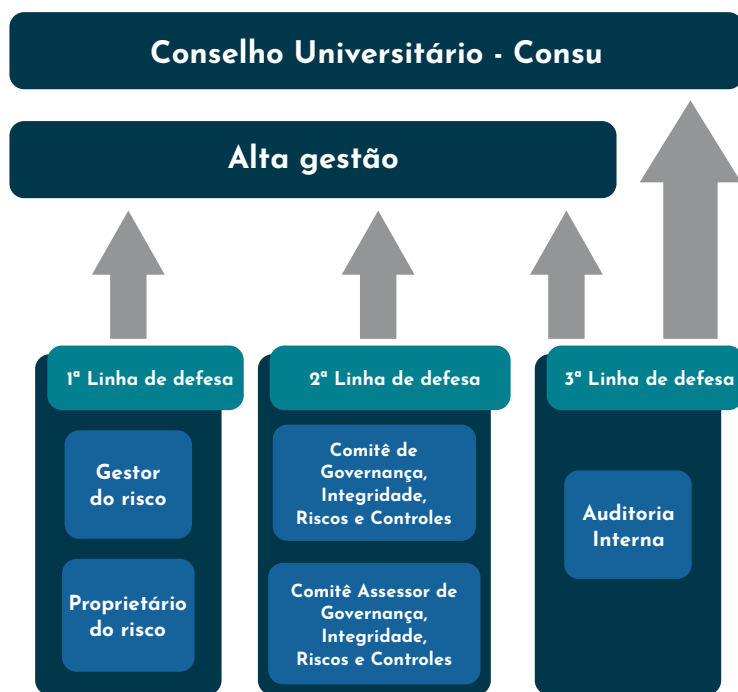 Conselho Universitário - Consu
Alta gestão
1ª Linha de defesa
Gestor
do risco
Proprietário
do risco
2ª Linha de defesa
Comitê de
Governança,
Integridade,
Riscos e Controles
Comitê Assessor de
Governança,
Integridade,
Riscos e Controles
3ª Linha de defesa
Auditoria
Interna